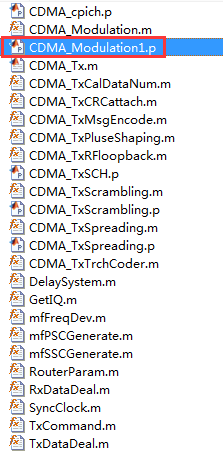 CDMA_cpich.p
CDMA_Modulation.m
CDMA_Modulation1.p
CDMA_Tx.m
CDMA_TxCalDataNum.m
CDMA_TxCRCattach.m
CDMA_TxMsgEncode.m
CDMA_TxPluseShaping.m
CDMA_TxRFloopback.m
CDMA_TxSCH.p
CDMA_TxScrambling.m
CDMA_TxScrambling.p
CDMA_TxSpreading.m
CDMA_TxSpreading.p
CDMA_TxTrchCoder.m
DelaySystem.m
GetIQ.m
mfFreqDev.m
mfPSCGenerate.m
mfSSCGenerate.m
RouterParam.m
RxDataDeal.m
SyncClock.m
TxCommand.m
TxDataDeal.m